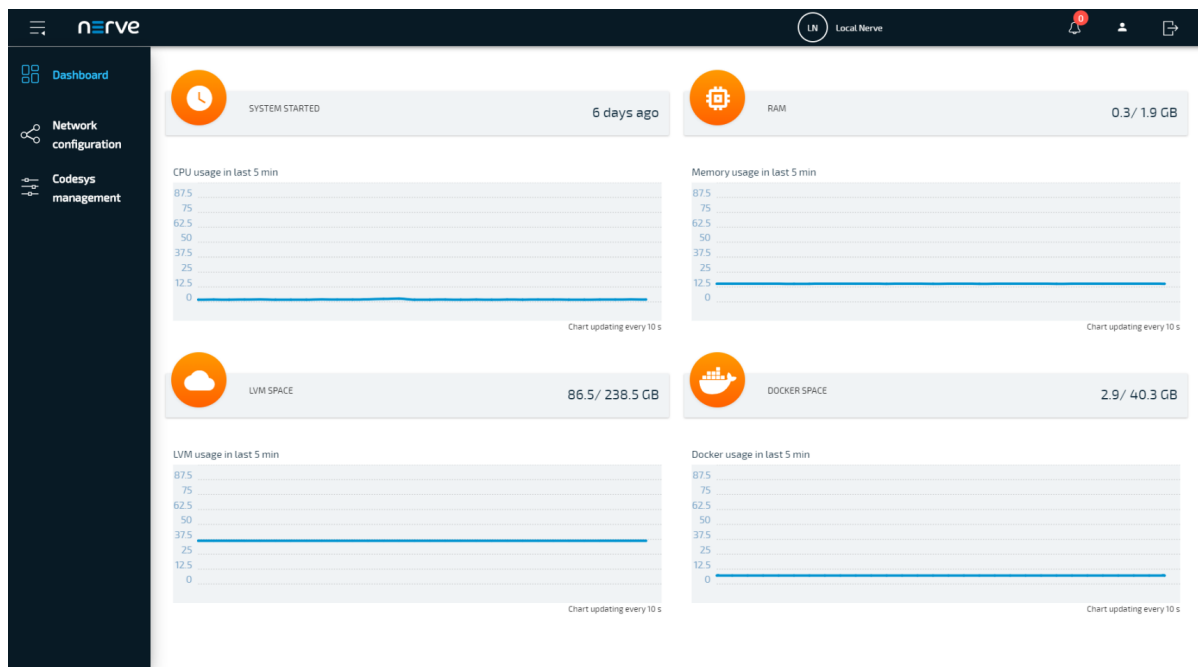 nerve
LN
Local Nerve
0
Dashboard
Network
configuration
Codesys
management
SYSTEM STARTED
6 days ago
RAM
0.3/ 1.9 GB
CPU usage in last 5 min
87.5
75
62.5
50
37.5
25
12.5
0
Chart updating every 10 s
Memory usage in last 5 min
87.5
75
62.5
50
37.5
25
12.5
0
Chart updating every 10 s
LVM SPACE
86.5/ 238.5 GB
DOCKER SPACE
2.9/ 40.3 GB
LVM usage in last 5 min
87.5
75
62.5
50
37.5
25
12.5
0
Chart updating every 10 s
Docker usage in last 5 min
87.5
75
62.5
50
37.5
25
12.5
0
Chart updating every 10 s